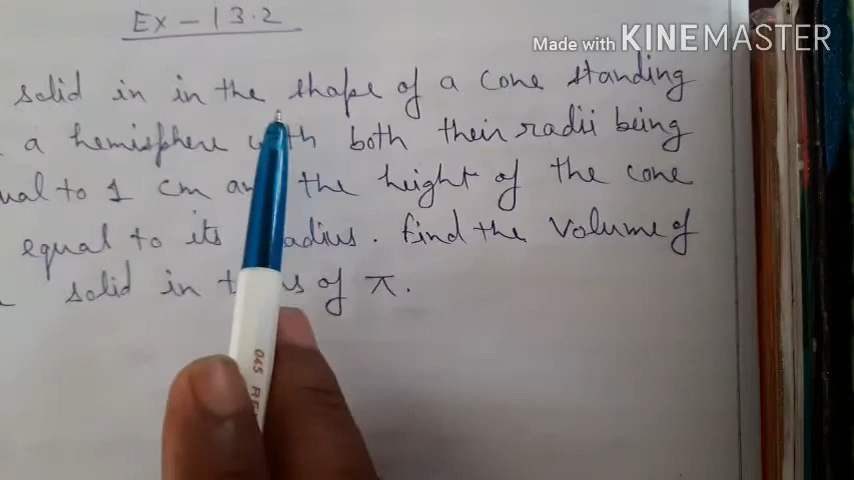 Ex - 13.2
Made with KINEMASTER
solid in in the shape of a cone standing
a hemisphere with both their radii being
to 1 cm the height of the cone
equal to its radius. find the volume of
solid in of π.
045